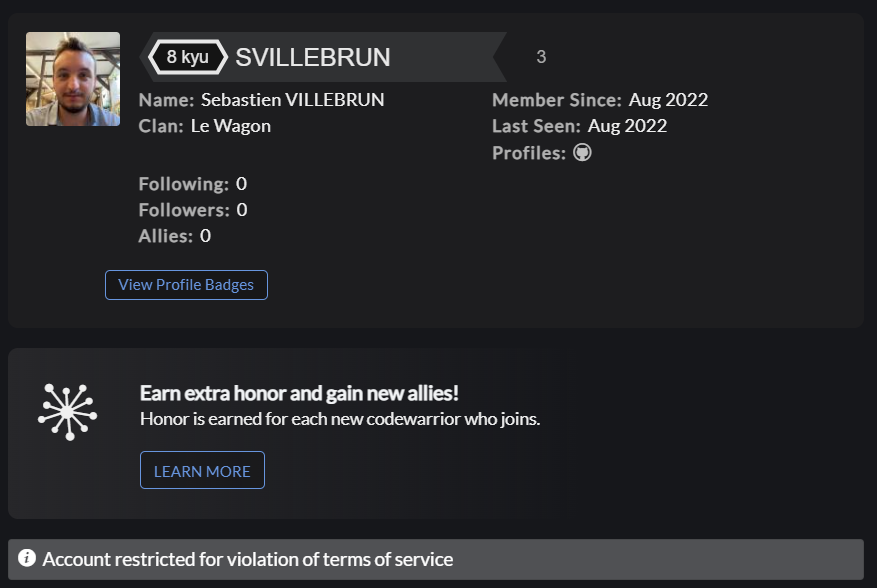 8 kyu SVILLEBRUN 3
Name: Sebastien VILLEBRUN
Clan: Le Wagon
Member Since: Aug 2022
Last Seen: Aug 2022
Profiles:
Following: 0
Followers: 0
Allies: 0
View Profile Badges
Earn extra honor and gain new allies!
Honor is earned for each new codewarrior who joins.
LEARN MORE
i Account restricted for violation of terms of service